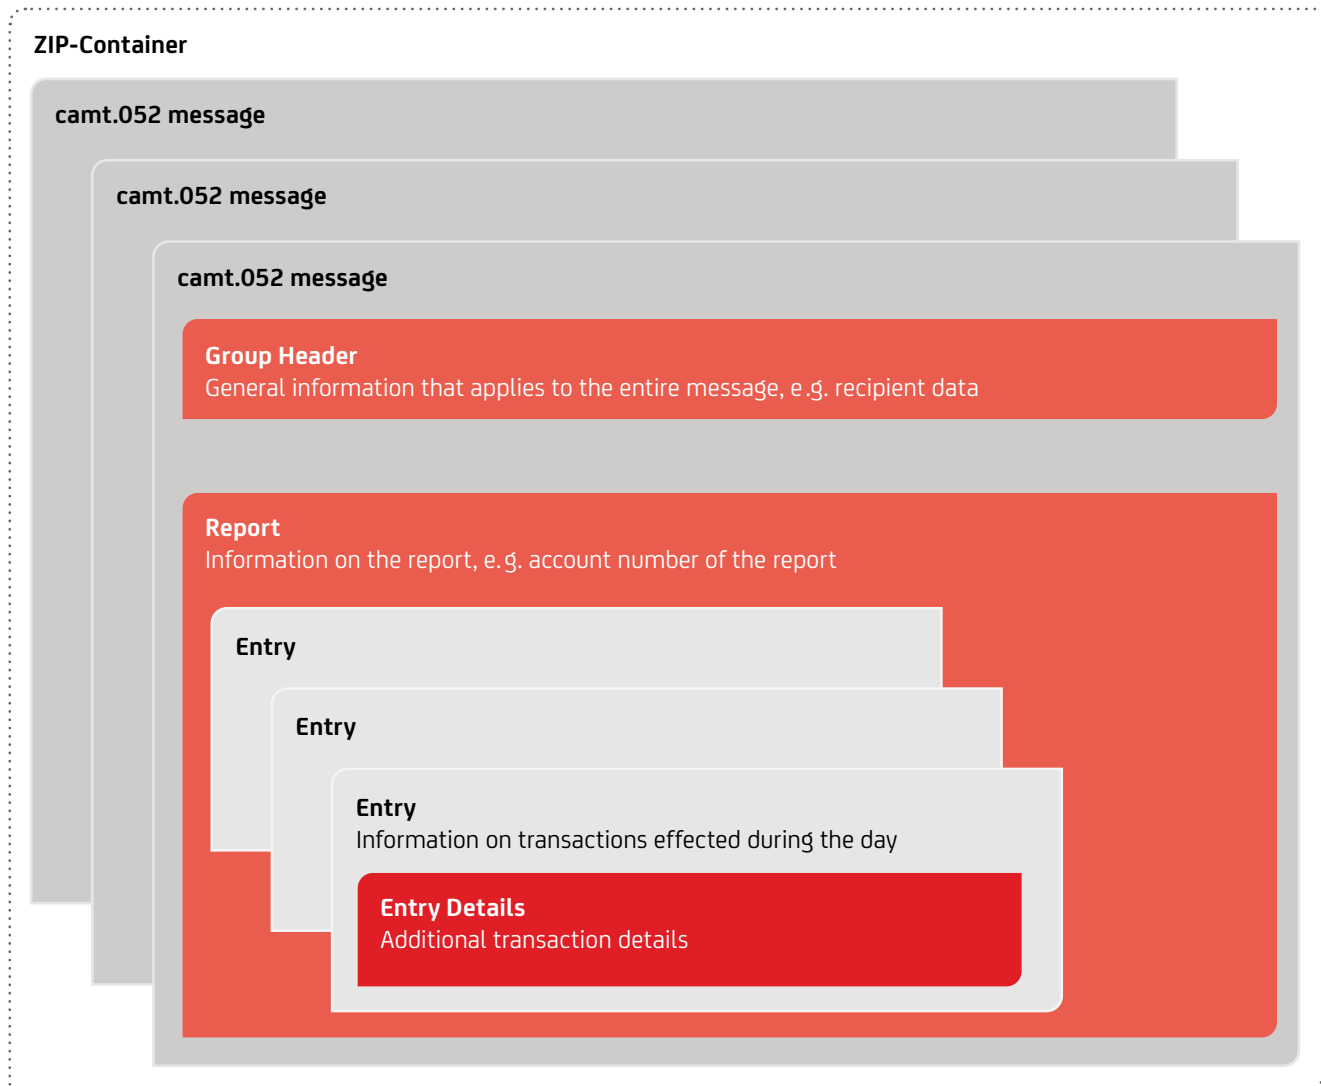 ZIP-Container
camt.052 message
camt.052 message
camt.052 message
Group Header
General information that applies to the entire message, e.g. recipient data
Report
Information on the report, e.g. account number of the report
Entry
Entry
Entry
Information on transactions effected during the day
Entry Details
Additional transaction details